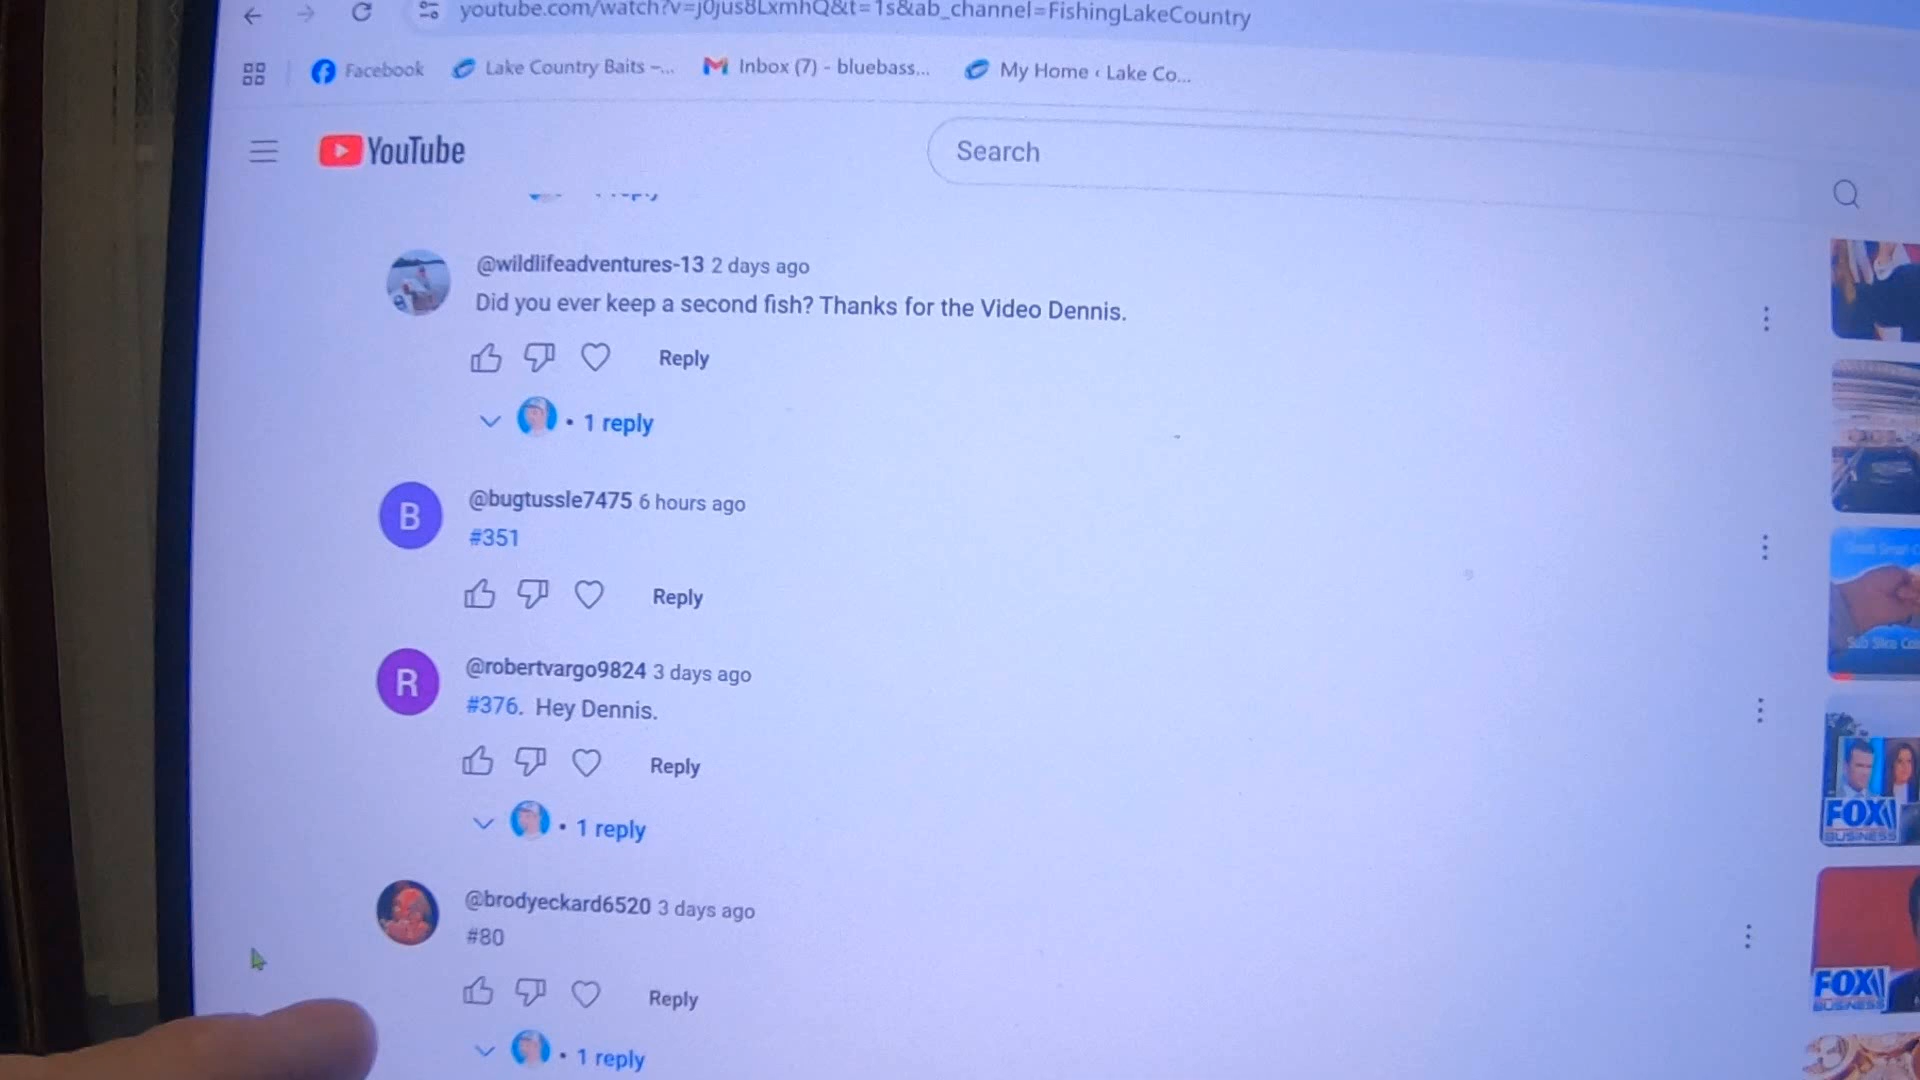 youtube.com/watch?v=j0jus8LxmhQ&t=1s&ab_channel=FishingLakeCountry
Facebook
Lake Country Baits –...
Inbox (7) - bluebass...
My Home ‹ Lake Co...
YouTube
Search
@wildlifeadventures-13 2 days ago
Did you ever keep a second fish? Thanks for the Video Dennis.
Reply
1 reply
B
@bugtussle7475 6 hours ago
#351
Reply
R
@robertvargo9824 3 days ago
#376. Hey Dennis.
Reply
1 reply
@brodyeckard6520 3 days ago
#80
Reply
1 reply
FOX
BUSINESS
FOX
BUSINESS